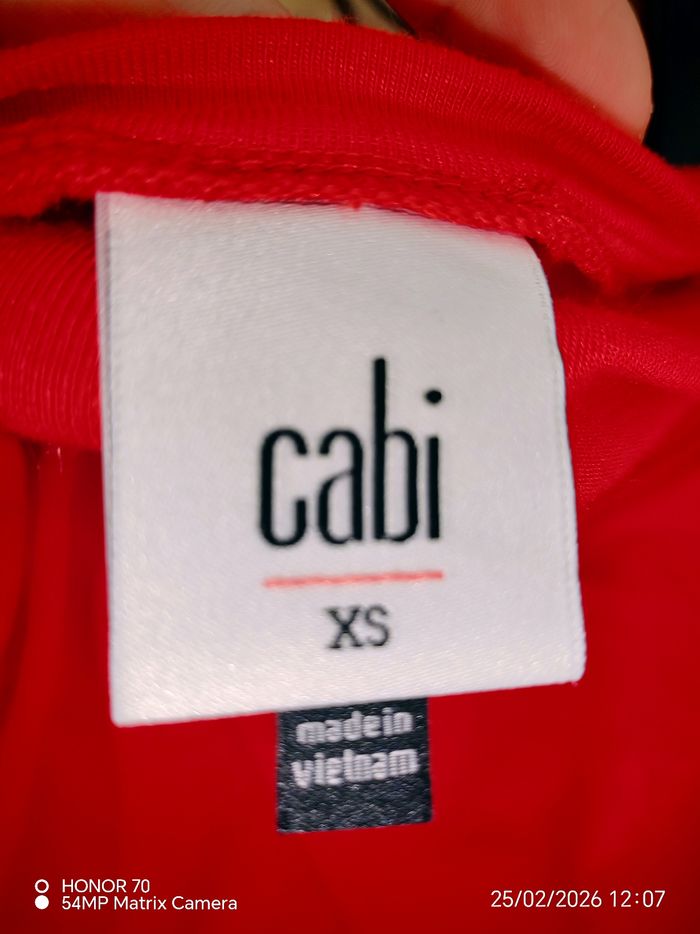 cabi
XS
made in
vietnam
HONOR 70
54MP Matrix Camera
25/02/2026 12:07